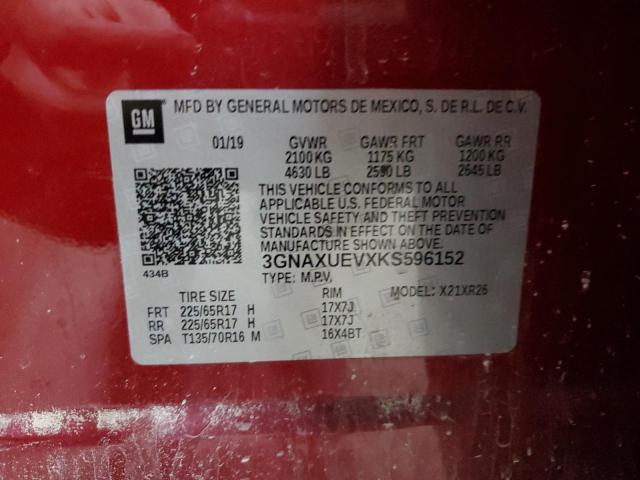 GM MFD BY GENERAL MOTORS DE MEXICO, S. DE R.L. DE C.V.
01/19 GVWR GAWR FRT GAWR RR
2100 KG 1175 KG 1200 KG
4630 LB 2590 LB 2645 LB
THIS VEHICLE CONFORMS TO ALL
APPLICABLE U.S. FEDERAL MOTOR
VEHICLE SAFETY AND THEFT PREVENTION
STANDARDS IN EFFECT ON THE DATE OF
MANUFACTURE SHOWN ABOVE.
434B 3GNAXUEVXKS596152
TYPE: M.P.V. MODEL: X21XR26
TIRE SIZE RIM
FRT 225/65R17 H 17X7J
RR 225/65R17 H 17X7J
SPA T135/70R16 M 16X4BT